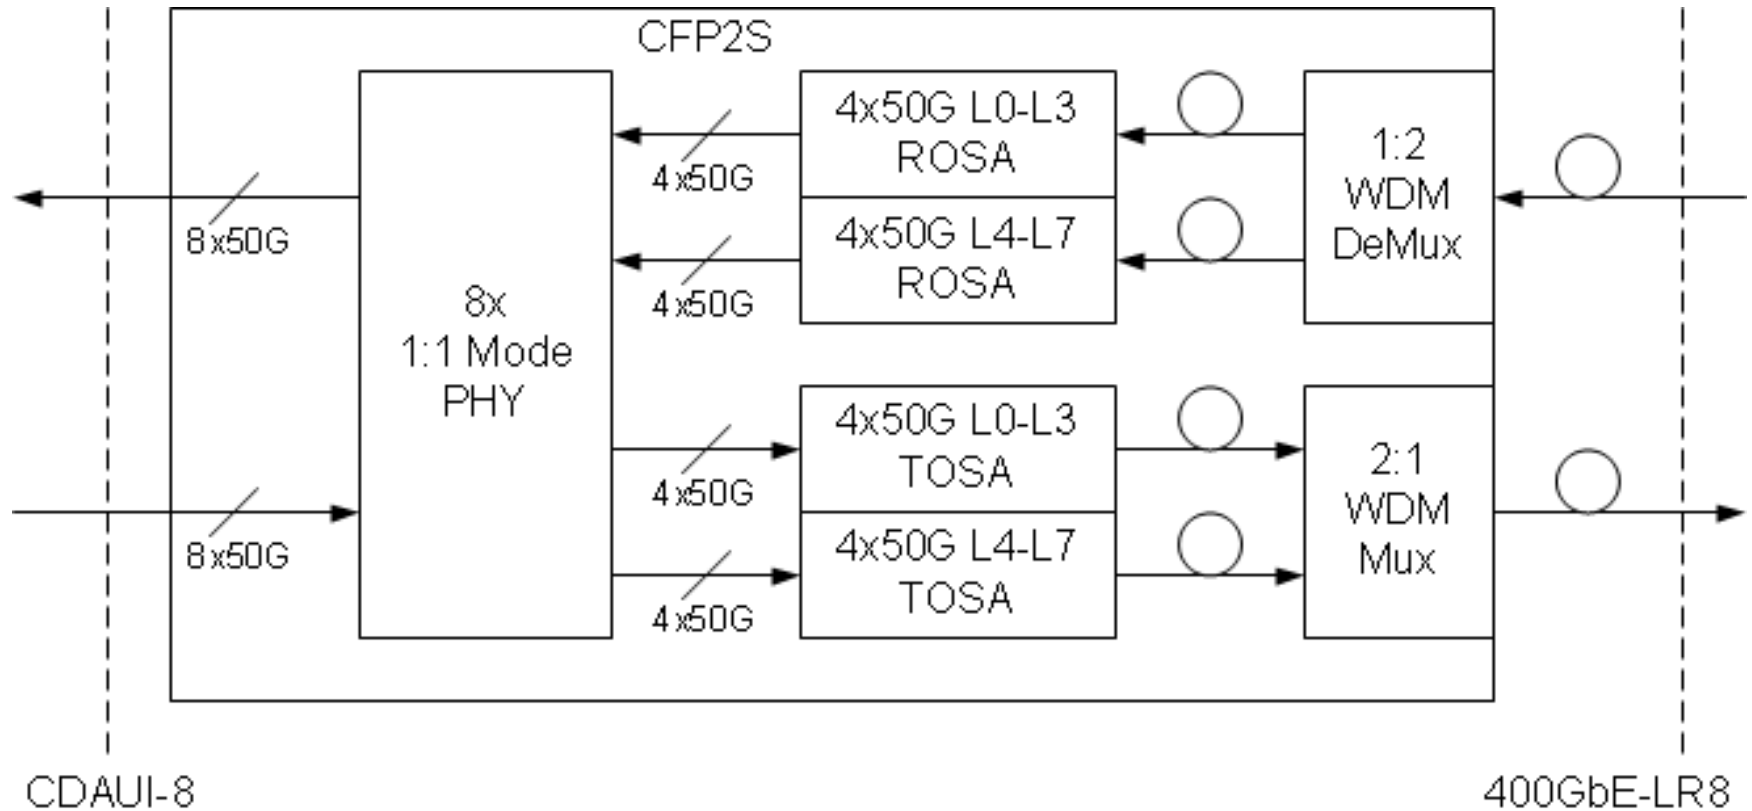 CFP2S
4x50G L0-L3
ROSA
4x50G L4-L7
ROSA
1:2
WDM
DeMux
4x50G
4x50G
8x50G
8x
1:1 Mode
PHY
4x50G L0-L3
TOSA
4x50G L4-L7
TOSA
2:1
WDM
Mux
4x50G
4x50G
8x50G
CDAUI-8
400GbE-LR8